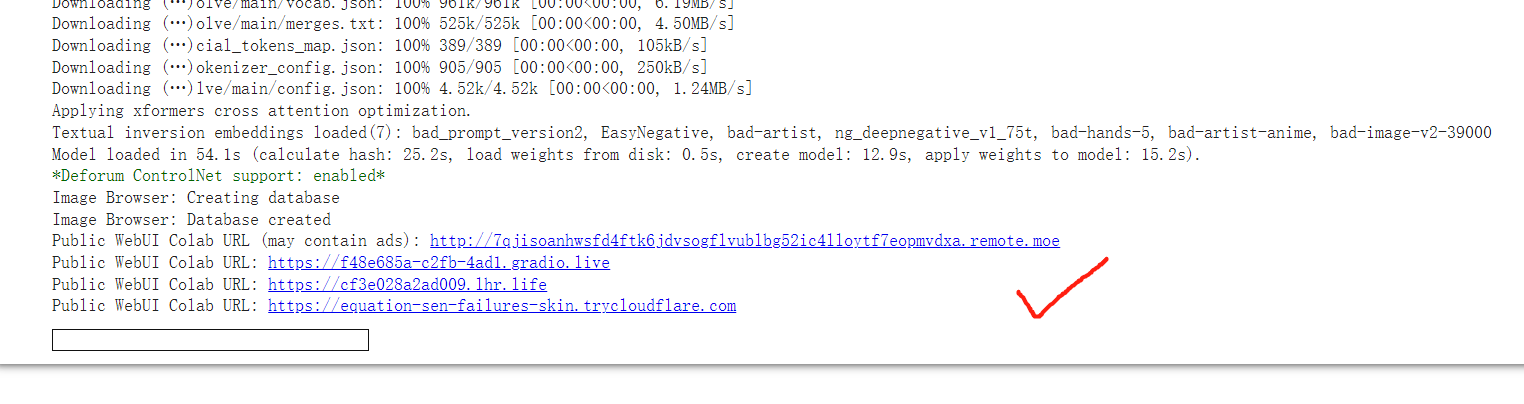 Downloading (…)olve/main/vocab.json: 100% 961k/961k [00:00<00:00, 6.19MB/s]
Downloading (…)olve/main/merges.txt: 100% 525k/525k [00:00<00:00, 4.50MB/s]
Downloading (…)cial_tokens_map.json: 100% 389/389 [00:00<00:00, 105kB/s]
Downloading (…)okenizer_config.json: 100% 905/905 [00:00<00:00, 250kB/s]
Downloading (…)lve/main/config.json: 100% 4.52k/4.52k [00:00<00:00, 1.24MB/s]
Applying xformers cross attention optimization.
Textual inversion embeddings loaded(7): bad_prompt_version2, EasyNegative, bad-artist, ng_deepnegative_v1_75t, bad-hands-5, bad-artist-anime, bad-image-v2-39000
Model loaded in 54.1s (calculate hash: 25.2s, load weights from disk: 0.5s, create model: 12.9s, apply weights to model: 15.2s).
*Deforum ControlNet support: enabled*
Image Browser: Creating database
Image Browser: Database created
Public WebUI Colab URL (may contain ads): http://7qjisoanhwsfd4ftk6jdvsogflvublbg52ic4lloytf7eopmvdxa.remote.moe
Public WebUI Colab URL: https://f48e685a-c2fb-4ad1.gradio.live
Public WebUI Colab URL: https://cf3e028a2ad009.lhr.life
Public WebUI Colab URL: https://equation-sen-failures-skin.trycloudflare.com